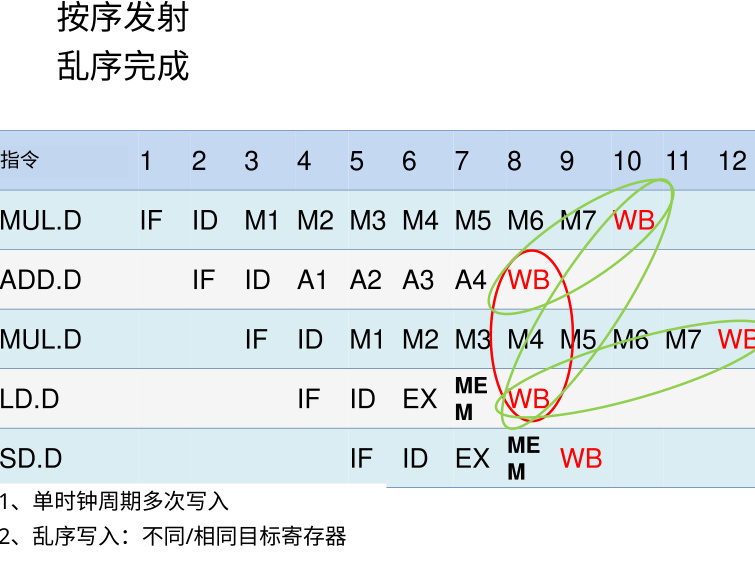 按序发射
乱序完成
指令 1 2 3 4 5 6 7 8 9 10 11 12
MUL.D IF ID M1 M2 M3 M4 M5 M6 M7 WB
ADD.D IF ID A1 A2 A3 A4 WB
MUL.D IF ID M1 M2 M3 M4 M5 M6 M7 WB
LD.D IF ID EX MEM WB
SD.D IF ID EX MEM WB
1、单时钟周期多次写入
2、乱序写入：不同/相同目标寄存器